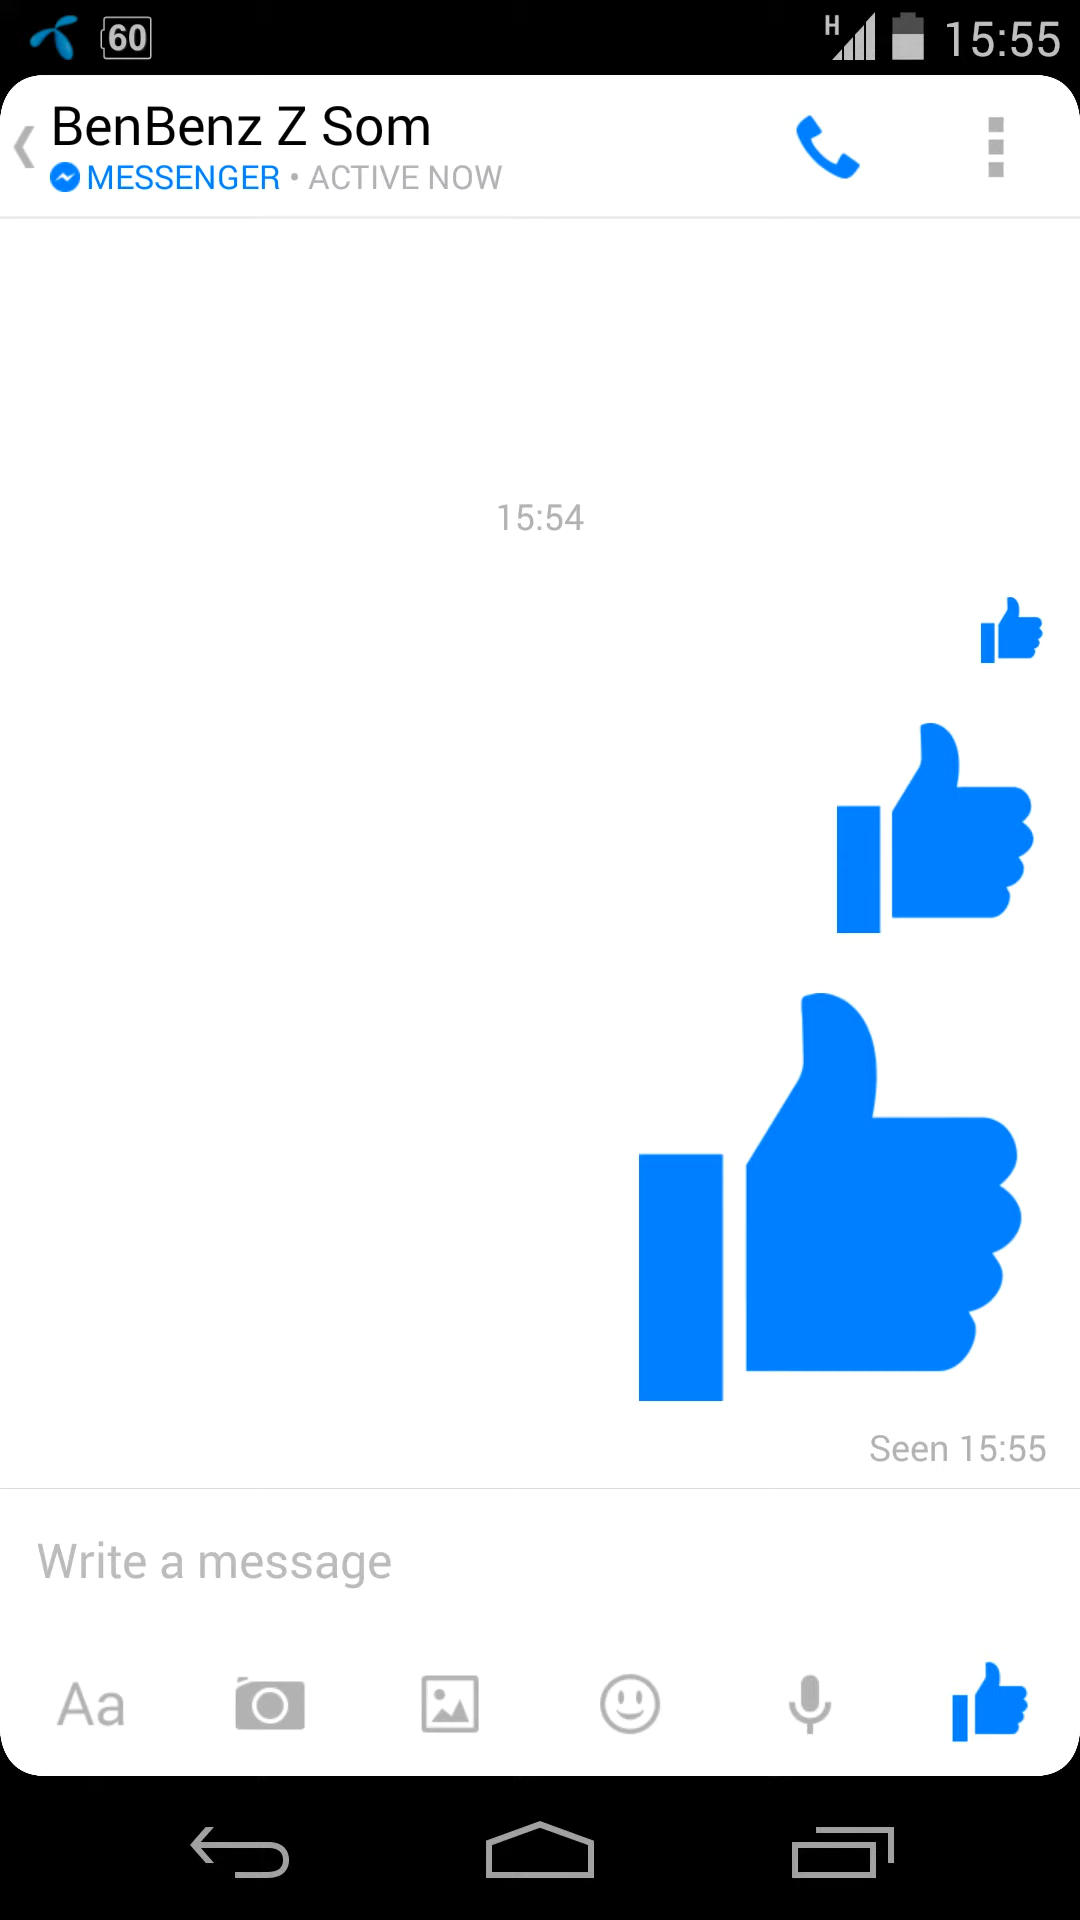 60
H
15:55
BenBenz Z Som
MESSENGER • ACTIVE NOW
15:54
Seen 15:55
Write a message
Aa